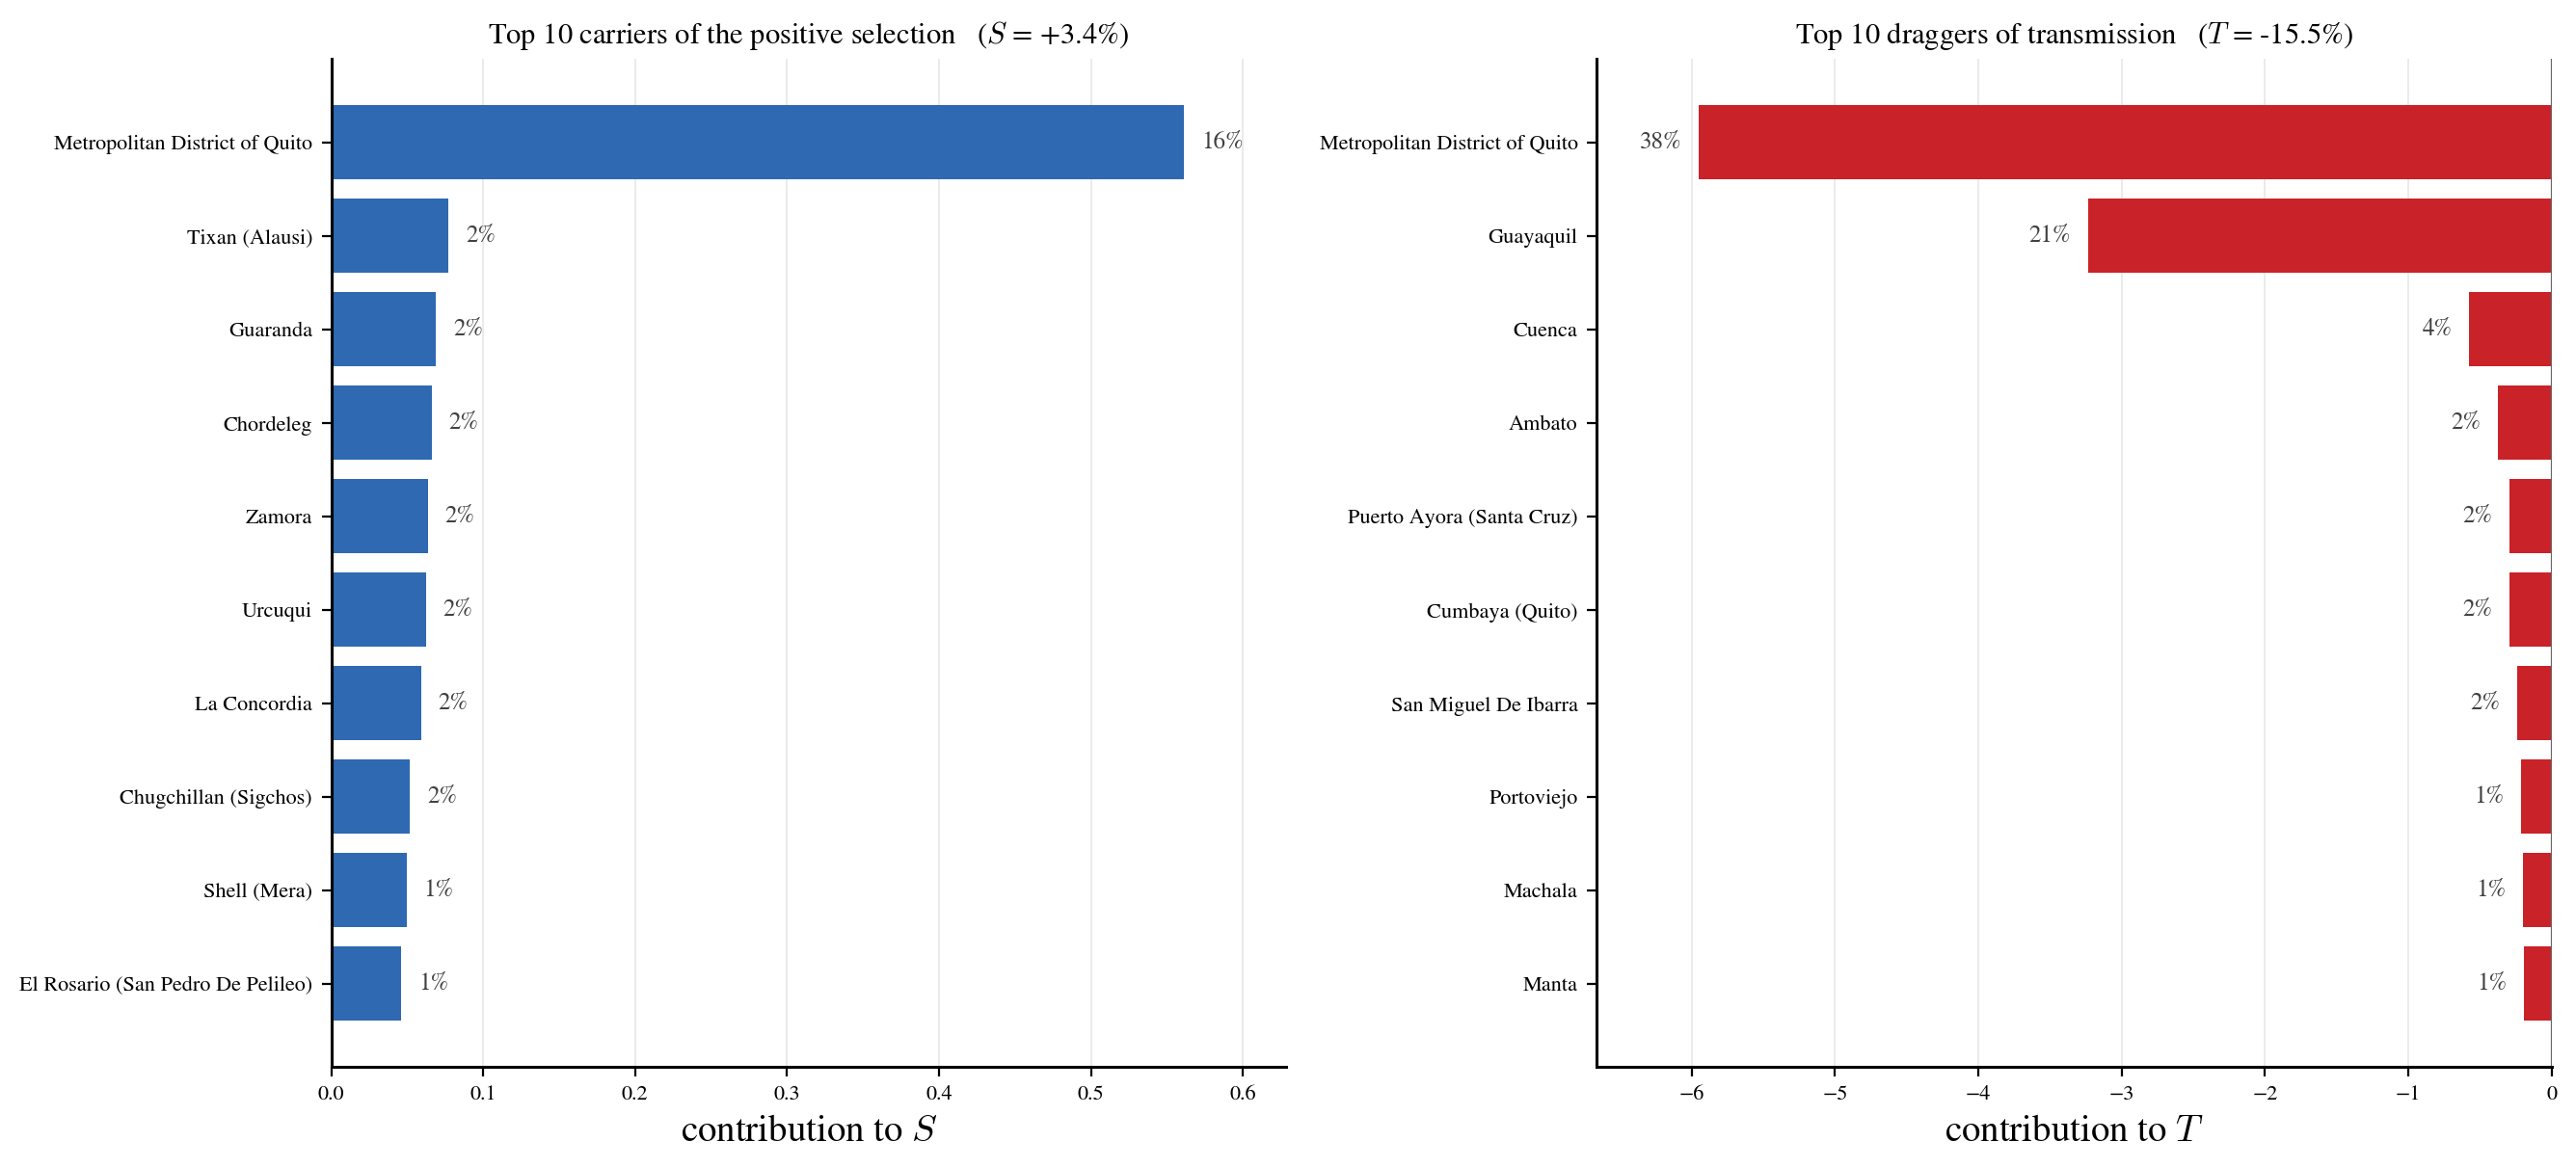 Top 10 carriers of the positive selection (S = +3.4%)
Metropolitan District of Quito
16%
Tixan (Alausi)
2%
Guaranda
2%
Chordeleg
2%
Zamora
2%
Urcuqui
2%
La Concordia
2%
Chugchillan (Sigchos)
2%
Shell (Mera)
1%
El Rosario (San Pedro De Pelileo)
1%
0.0 0.1 0.2 0.3 0.4 0.5 0.6
contribution to S
Top 10 draggers of transmission (T = -15.5%)
Metropolitan District of Quito
38%
Guayaquil
21%
Cuenca
4%
Ambato
2%
Puerto Ayora (Santa Cruz)
2%
Cumbaya (Quito)
2%
San Miguel De Ibarra
2%
Portoviejo
1%
Machala
1%
Manta
1%
−6 −5 −4 −3 −2 −1 0
contribution to T